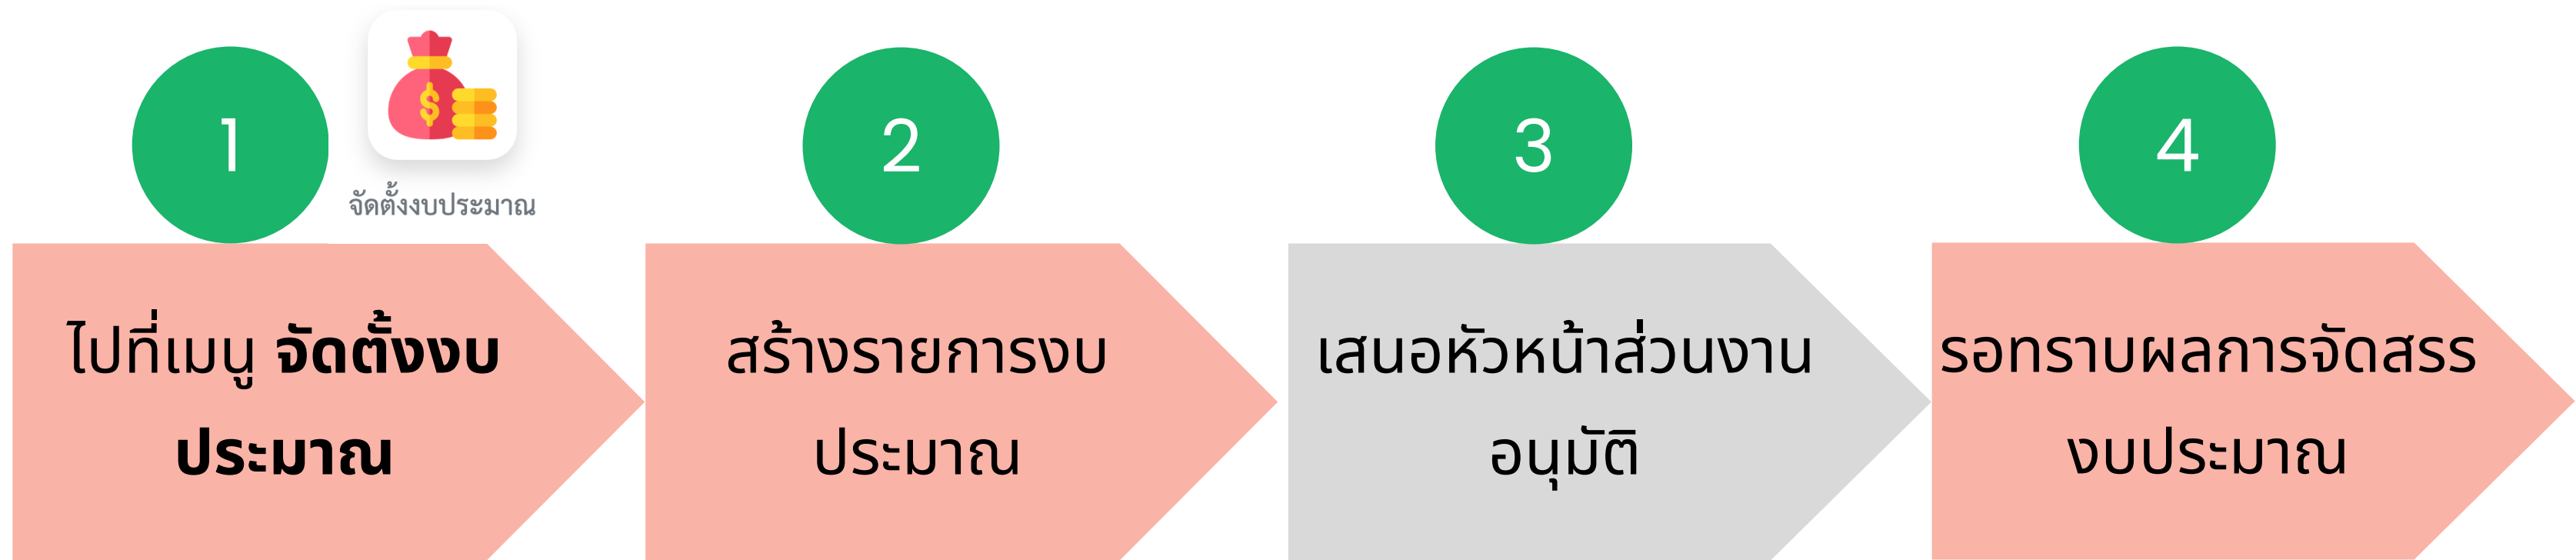 1
จัดตั้งงบประมาณ
ไปที่เมนู จัดตั้งงบ
ประมาณ
2
สร้างรายการงบ
ประมาณ
3
เสนอหัวหน้าส่วนงาน
อนุมัติ
4
รอทราบผลการจัดสรร
งบประมาณ